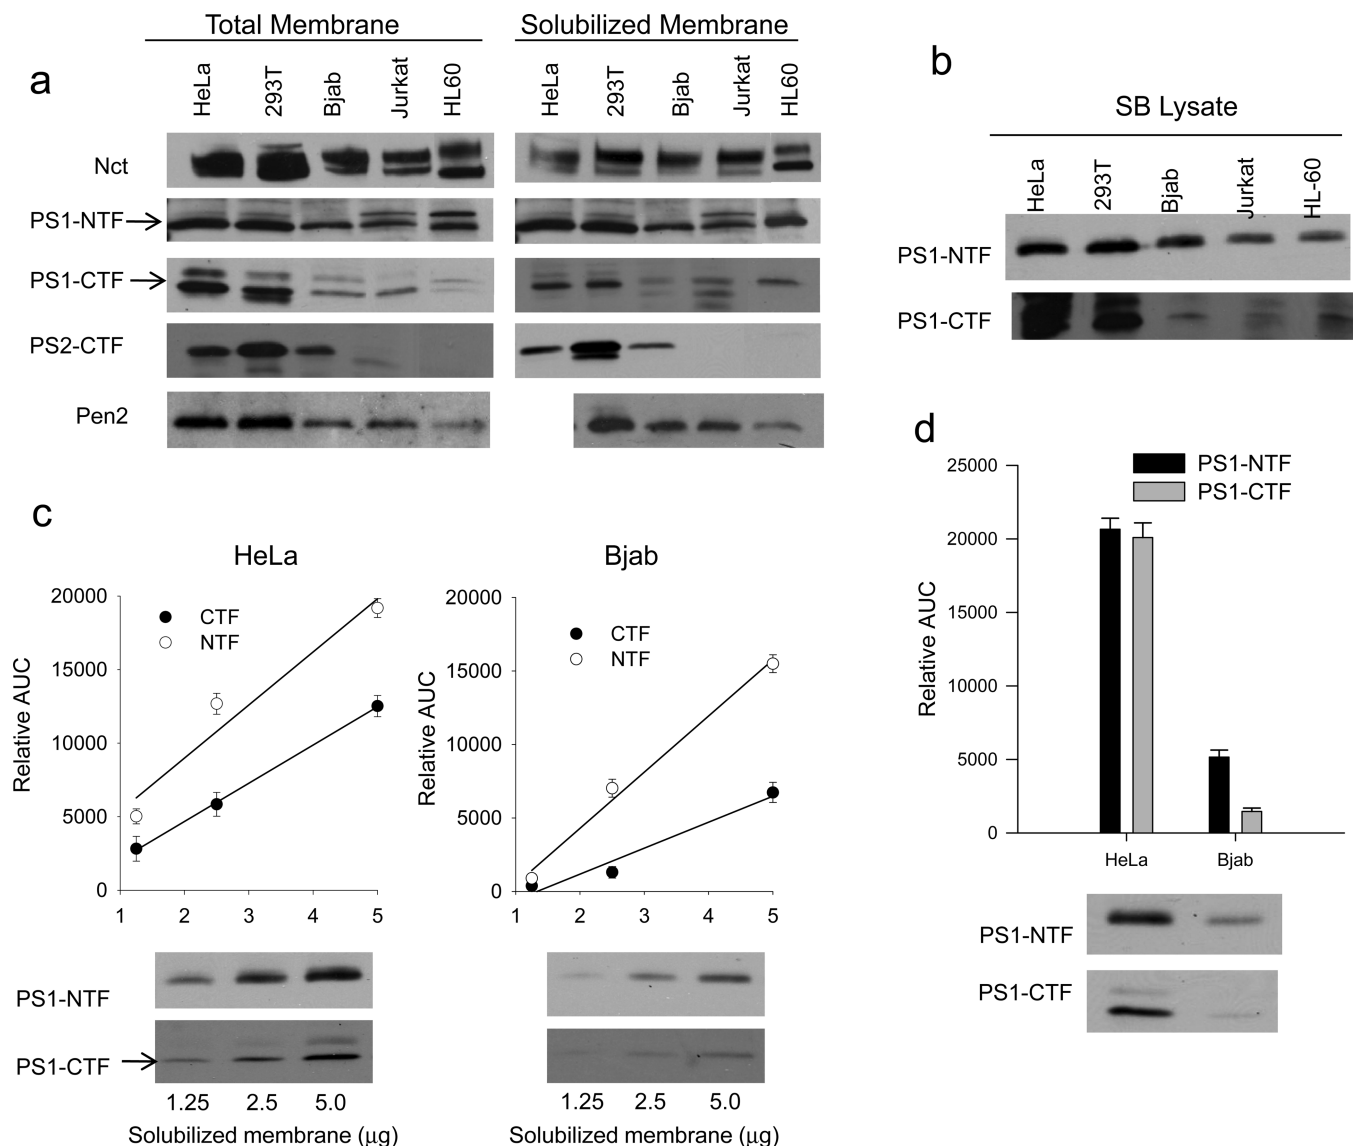 Total Membrane
Solubilized Membrane
a
HeLa
293T
Bjab
Jurkat
HL60
HeLa
293T
Bjab
Jurkat
HL60
Nct
PS1-NTF
PS1-CTF
PS2-CTF
Pen2
b
SB Lysate
HeLa
293T
Bjab
Jurkat
HL-60
PS1-NTF
PS1-CTF
c
HeLa
20000
15000
10000
5000
0
Relative AUC
CTF
NTF
1 2 3 4 5
PS1-NTF
PS1-CTF
1.25 2.5 5.0
Solubilized membrane (μg)
Bjab
20000
15000
10000
5000
0
Relative AUC
CTF
NTF
1 2 3 4 5
1.25 2.5 5.0
Solubilized membrane (μg)
d
25000
20000
15000
10000
5000
0
Relative AUC
PS1-NTF
PS1-CTF
HeLa Bjab
PS1-NTF
PS1-CTF